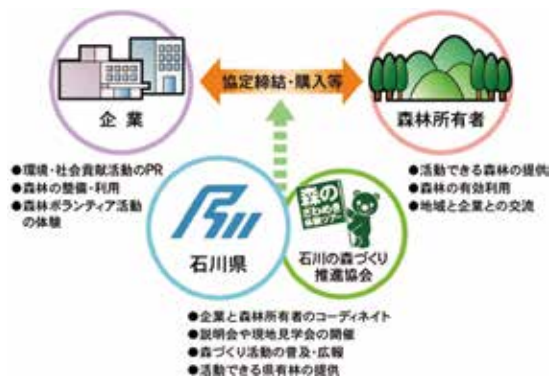 企業
協定締結・購入等
森林所有者
●環境・社会貢献活動のPR
●森林の整備・利用
●森林ボランティア活動
の体験
●活動できる森林の提供
●森林の有効利用
●地域と企業との交流
石川県
森の
石川の森づくり
推進協会
●企業と森林所有者のコーディネイト
●説明会や現地見学会の開催
●森づくり活動の普及・広報
●活動できる県有林の提供